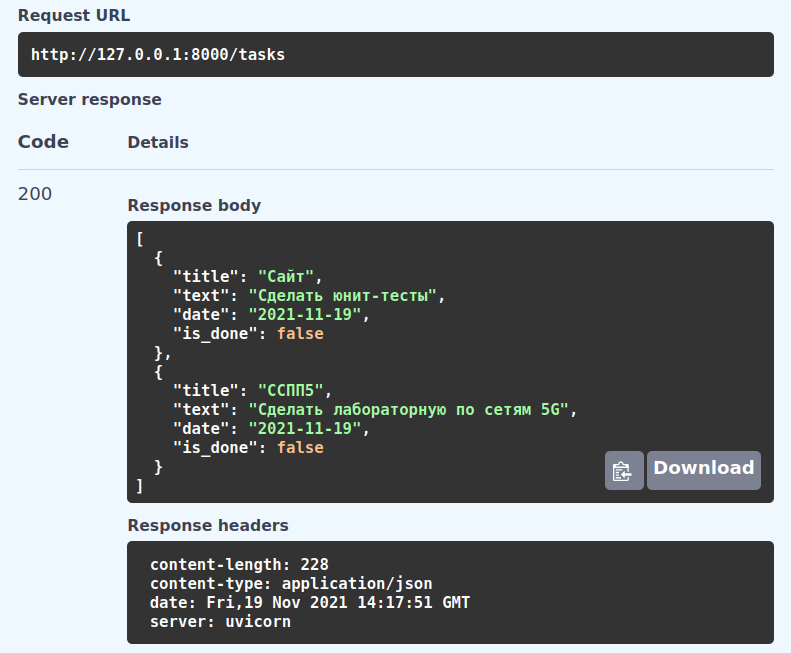 Request URL
http://127.0.0.1:8000/tasks
Server response
Code Details
200
Response body
[
  {
    "title": "Сайт",
    "text": "Сделать юнит-тесты",
    "date": "2021-11-19",
    "is_done": false
  },
  {
    "title": "ССПП5",
    "text": "Сделать лабораторную по сетям 5G",
    "date": "2021-11-19",
    "is_done": false
  }
]
Download
Response headers
content-length: 228
content-type: application/json
date: Fri,19 Nov 2021 14:17:51 GMT
server: uvicorn